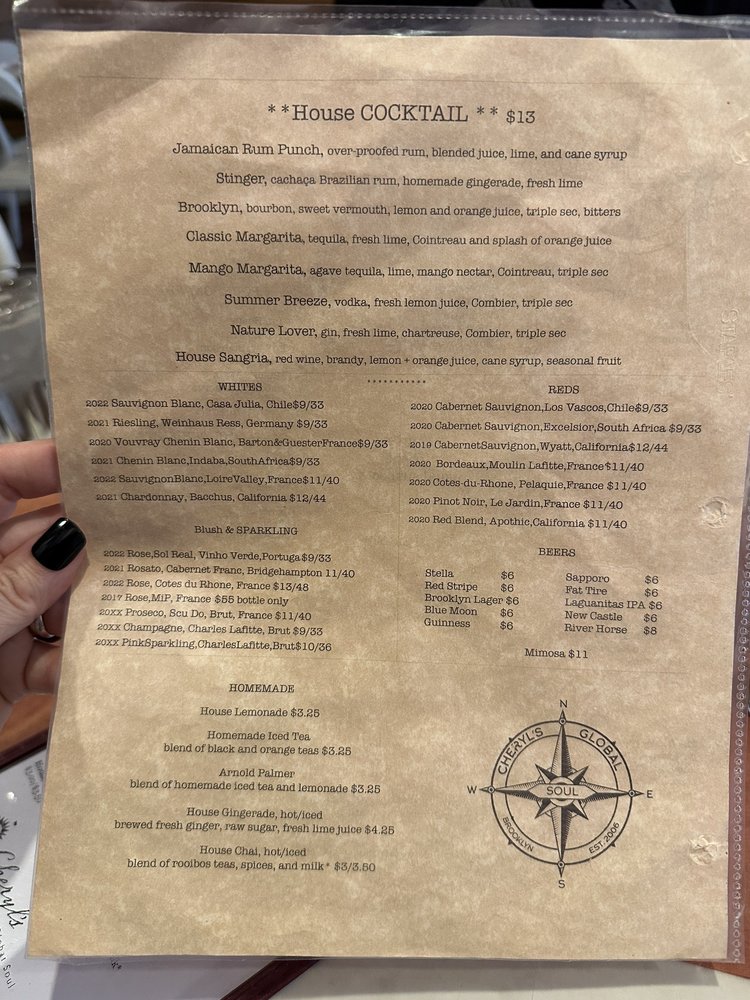 **House COCKTAIL ** $13
Jamaican Rum Punch, over-proofed rum, blended juice, lime, and cane syrup
Stinger, cachaça Brazilian rum, homemade gingerade, fresh lime
Brooklyn, bourbon, sweet vermouth, lemon and orange juice, triple sec, bitters
Classic Margarita, tequila, fresh lime, Cointreau and splash of orange juice
Mango Margarita, agave tequila, lime, mango nectar, Cointreau, triple sec
Summer Breeze, vodka, fresh lemon juice, Combier, triple sec
Nature Lover, gin, fresh lime, chartreuse, Combier, triple sec
House Sangria, red wine, brandy, lemon + orange juice, cane syrup, seasonal fruit
...........
WHITES
2022 Sauvignon Blanc, Casa Julia, Chile$9/33
2021 Riesling, Weinhaus Ress, Germany $9/33
2020 Vouvray Chenin Blanc, Barton&GuesterFrance$9/33
2021 Chenin Blanc,Indaba,SouthAfrica$9/33
2022 SauvignonBlanc,LoireValley,France$11/40
2021 Chardonnay, Bacchus, California $12/44
Blush & SPARKLING
2022 Rose,Sol Real, Vinho Verde,Portuga$9/33
2021 Rosato, Cabernet Franc, Bridgehampton 11/40
2022 Rose, Cotes du Rhone, France $13/48
2017 Rose,MiP, France $55 bottle only
20XX Proseco, Scu Do, Brut, France $11/40
20XX Champagne, Charles Lafitte, Brut $9/33
20XX PinkSparkling,CharlesLafitte,Brut$10/36
REDS
2020 Cabernet Sauvignon,Los Vascos,Chile$9/33
2020 Cabernet Sauvignon,Excelsior,South Africa $9/33
2019 CabernetSauvignon,Wyatt,California$12/44
2020 Bordeaux,Moulin Lafitte,France$11/40
2020 Cotes-du-Rhone, Pelaquie,France $11/40
2020 Pinot Noir, Le Jardin,France $11/40
2020 Red Blend, Apothic,California $11/40
BEERS
Stella $6
Red Stripe $6
Brooklyn Lager $6
Blue Moon $6
Guinness $6
Sapporo $6
Fat Tire $6
Laguanitas IPA $6
New Castle $6
River Horse $8
Mimosa $11
HOMEMADE
House Lemonade $3.25
Homemade Iced Tea
blend of black and orange teas $3.25
Arnold Palmer
blend of homemade iced tea and lemonade $3.25
House Gingerade, hot/iced
brewed fresh ginger, raw sugar, fresh lime juice $4.25
House Chai, hot/iced
blend of rooibos teas, spices, and milk* $3/3.50
N
CHERYL'S GLOBAL
W SOUL E
BROOKLYN EST. 2006
S
Cheryl's
SOUL